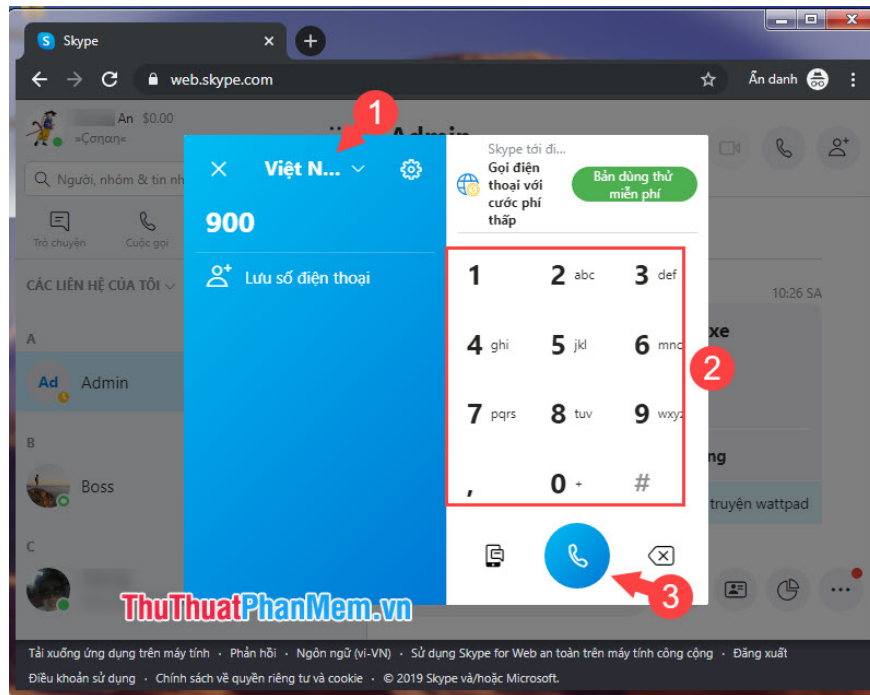 Skype
web.skype.com
Ẩn danh
An $0.00
»Çơηαη«
Admin
Người, nhóm & tin nh
Trò chuyện
Cuộc gọi
CÁC LIÊN HỆ CỦA TÔI
A
Ad
Admin
B
Boss
C
1
Việt N...
900
Lưu số điện thoại
Skype tới đi...
Gọi điện
thoại với
cước phí
thấp
Bản dùng thử
miễn phí
1 2 abc 3 def
4 ghi 5 jkl 6 mno
7 pqrs 8 tuv 9 wxyz
, 0 + #
2
3
10:26 SA
xe
ng
truyện wattpad
ThuThuatPhanMem.vn
Tải xuống ứng dụng trên máy tính · Phản hồi · Ngôn ngữ (vi-VN) · Sử dụng Skype for Web an toàn trên máy tính công cộng · Đăng xuất
Điều khoản sử dụng · Chính sách về quyền riêng tư và cookie · © 2019 Skype và/hoặc Microsoft.